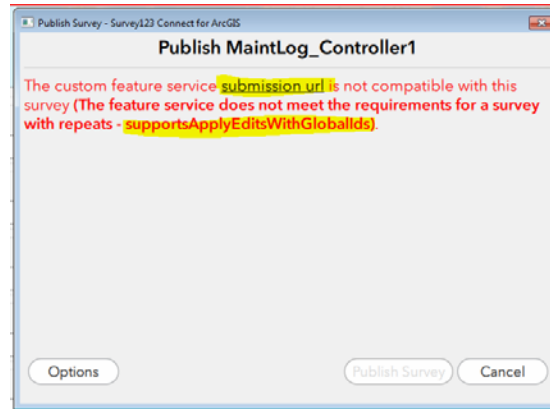 Publish Survey - Survey123 Connect for ArcGIS
Publish MaintLog_Controller1
The custom feature service submission url is not compatible with this
survey (The feature service does not meet the requirements for a survey
with repeats - supportsApplyEditsWithGlobalIds).
Options
Publish Survey
Cancel